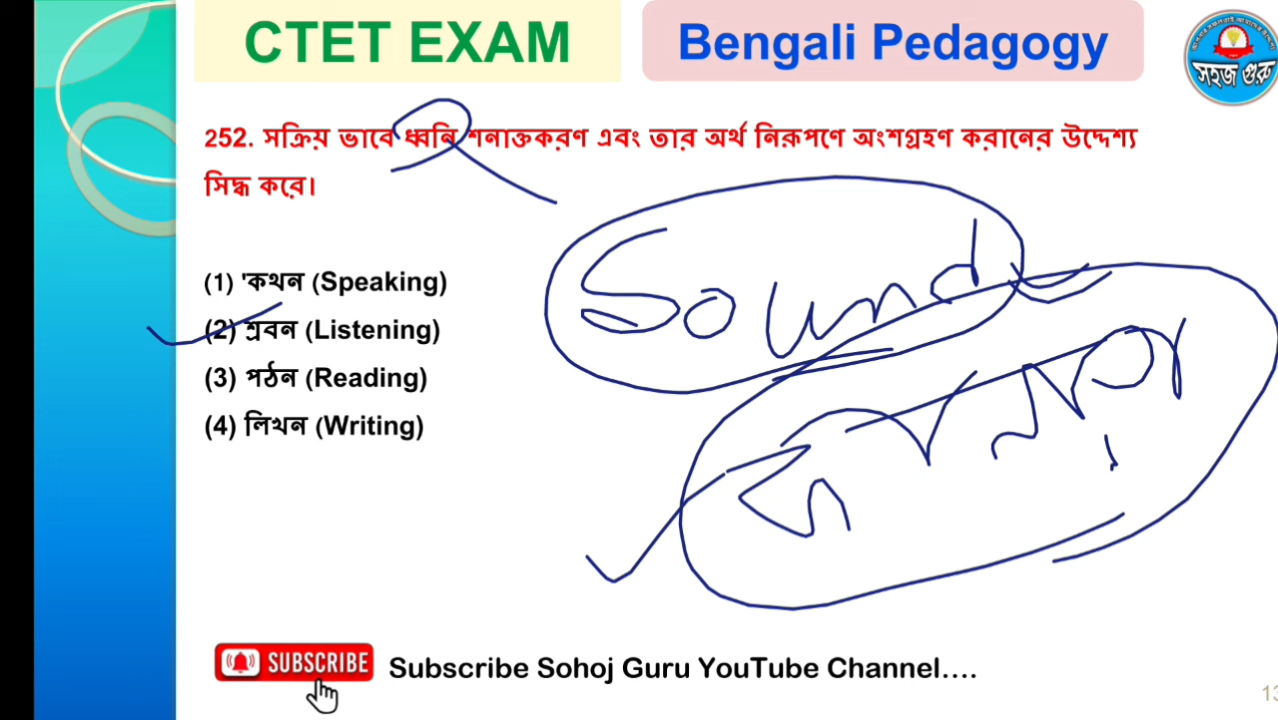 CTET EXAM
Bengali Pedagogy
সহজ গুরু
252. সক্রিয় ভাবে ধ্বনি শনাক্তকরণ এবং তার অর্থ নিরূপণে অংশগ্রহণ করানের উদ্দেশ্য
সিদ্ধ করে।
(1) 'কথন (Speaking)
(2) শ্রবন (Listening)
(3) পঠন (Reading)
(4) লিখন (Writing)
Sound
SUBSCRIBE
Subscribe Sohoj Guru YouTube Channel....
13